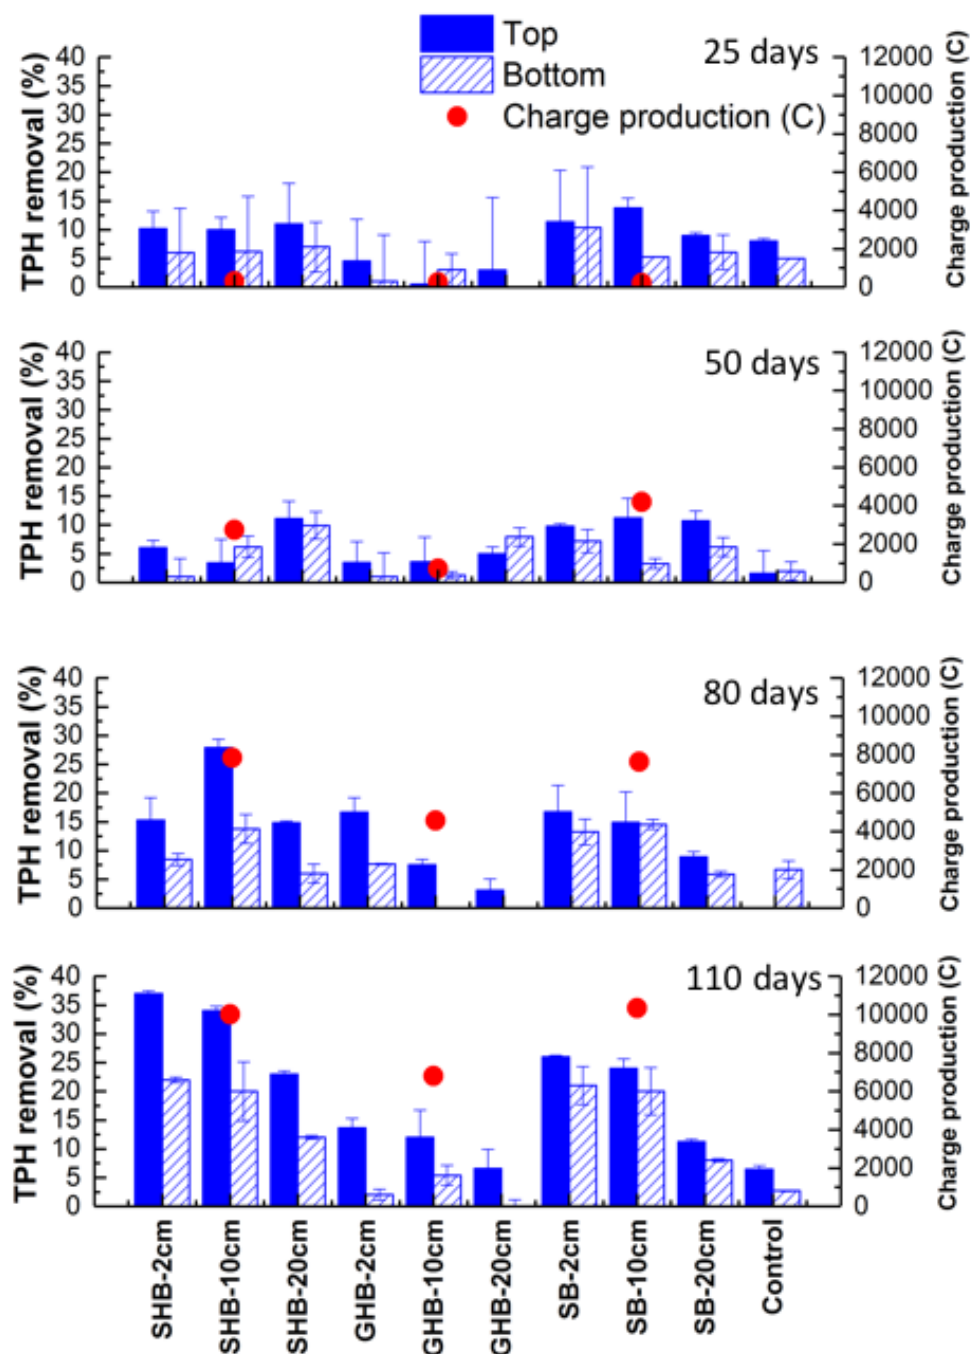 Top
Bottom
Charge production (C)
25 days
TPH removal (%)
40
35
30
25
20
15
10
5
0
12000
10000
8000
6000
4000
2000
0
Charge production (C)
50 days
TPH removal (%)
40
35
30
25
20
15
10
5
0
12000
10000
8000
6000
4000
2000
0
Charge production (C)
80 days
TPH removal (%)
40
35
30
25
20
15
10
5
0
12000
10000
8000
6000
4000
2000
0
Charge production (C)
110 days
TPH removal (%)
40
35
30
25
20
15
10
5
0
12000
10000
8000
6000
4000
2000
0
Charge production (C)
SHB-2cm
SHB-10cm
SHB-20cm
GHB-2cm
GHB-10cm
GHB-20cm
SB-2cm
SB-10cm
SB-20cm
Control